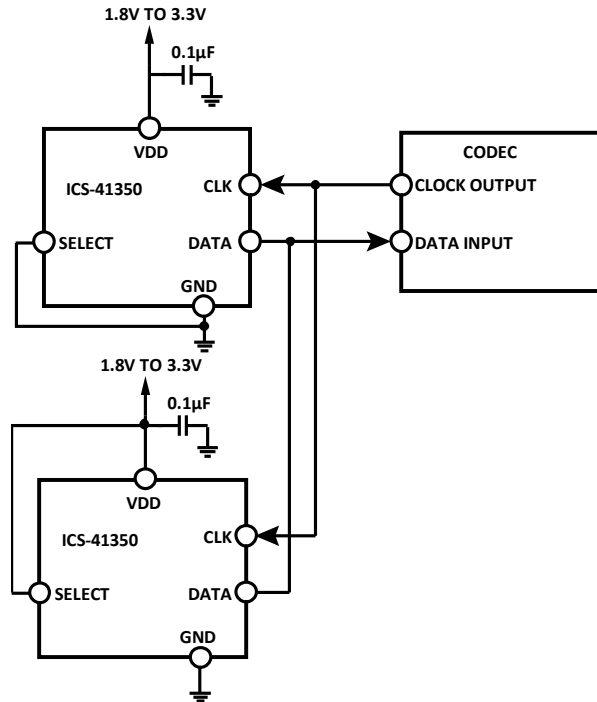 1.8V TO 3.3V
0.1µF
VDD
CODEC
ICS-41350
CLK
CLOCK OUTPUT
SELECT
DATA
DATA INPUT
GND
1.8V TO 3.3V
0.1µF
VDD
ICS-41350
CLK
SELECT
DATA
GND